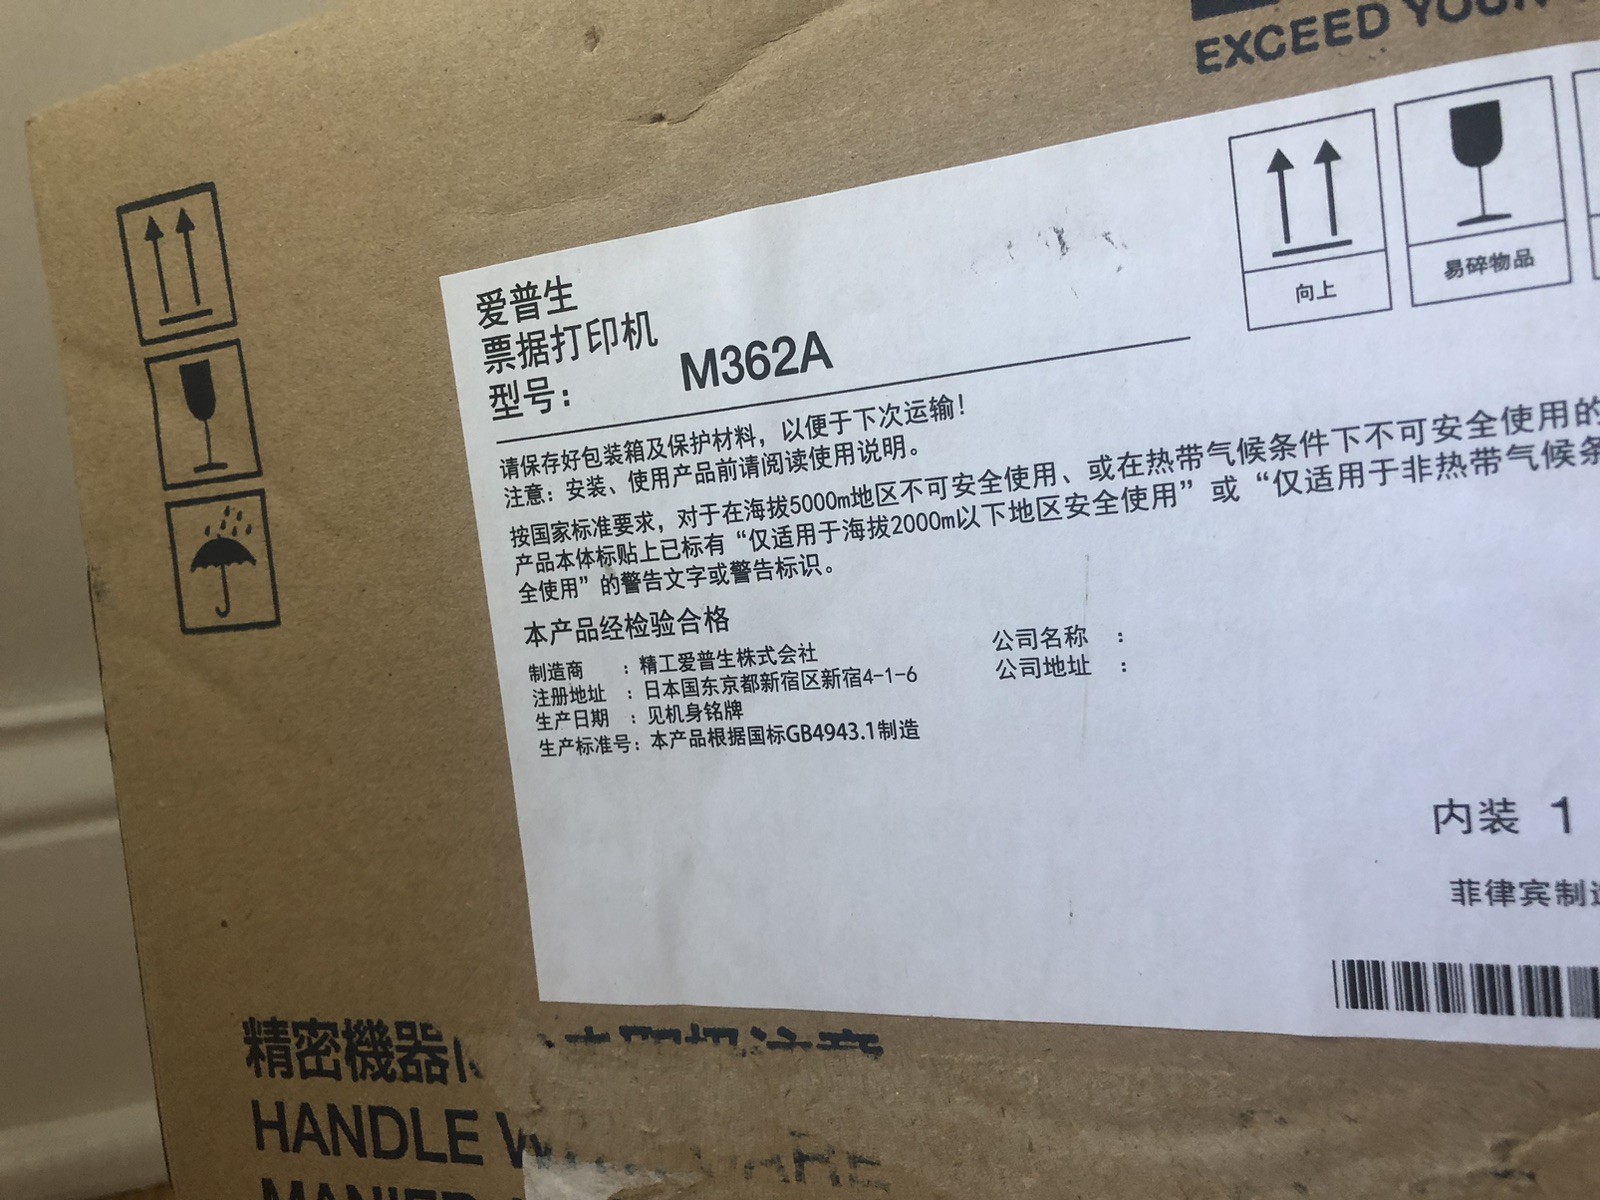 EXCEED YOUR
向上
易碎物品
爱普生
票据打印机
型号: M362A
请保存好包装箱及保护材料，以便于下次运输！
注意：安装、使用产品前请阅读使用说明。
按国家标准要求，对于在海拔5000m地区不可安全使用、或在热带气候条件下不可安全使用的
产品本体标贴上已标有“仅适用于海拔2000m以下地区安全使用”或“仅适用于非热带气候条
全使用”的警告文字或警告标识。
本产品经检验合格
制造商 ：精工爱普生株式会社
注册地址 ：日本国东京都新宿区新宿4-1-6
生产日期 ：见机身铭牌
生产标准号：本产品根据国标GB4943.1制造
公司名称 ：
公司地址 ：
内装 1
菲律宾制造
精密機器
HANDLE